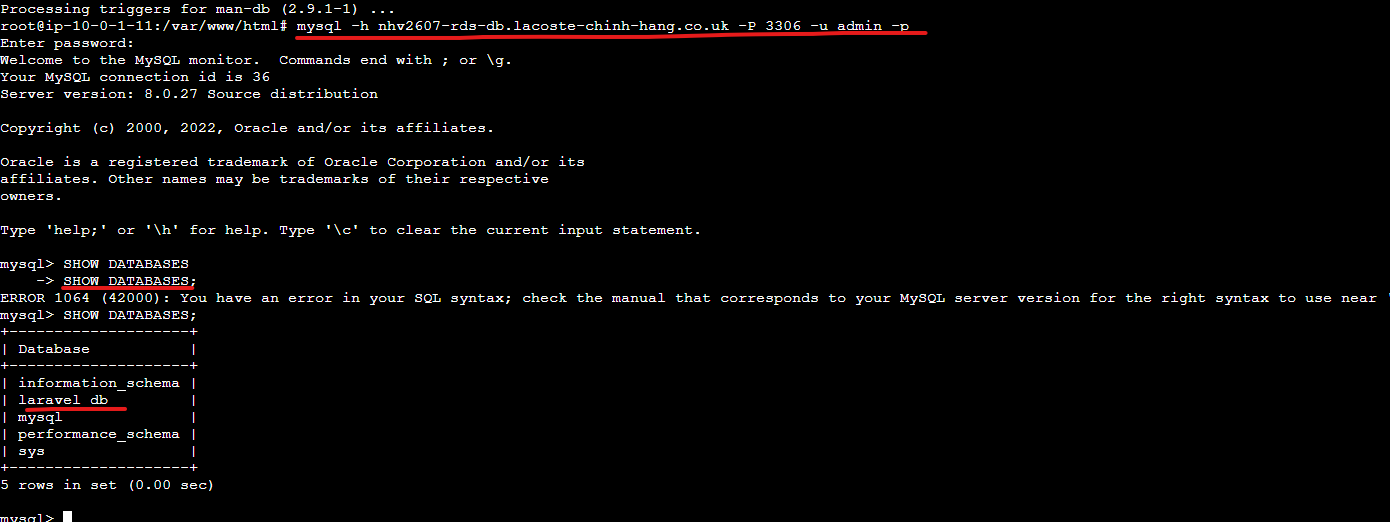 Processing triggers for man-db (2.9.1-1) ...
root@ip-10-0-1-11:/var/www/html# mysql -h nhv2607-rds-db.lacoste-chinh-hang.co.uk -P 3306 -u admin -p
Enter password:
Welcome to the MySQL monitor.  Commands end with ; or \g.
Your MySQL connection id is 36
Server version: 8.0.27 Source distribution
Copyright (c) 2000, 2022, Oracle and/or its affiliates.
Oracle is a registered trademark of Oracle Corporation and/or its
affiliates. Other names may be trademarks of their respective
owners.
Type 'help;' or '\h' for help. Type '\c' to clear the current input statement.
mysql> SHOW DATABASES
    -> SHOW DATABASES;
ERROR 1064 (42000): You have an error in your SQL syntax; check the manual that corresponds to your MySQL server version for the right syntax to use near '
mysql> SHOW DATABASES;
+--------------------+
| Database           |
+--------------------+
| information_schema |
| laravel_db         |
| mysql              |
| performance_schema |
| sys                |
+--------------------+
5 rows in set (0.00 sec)
mysql>